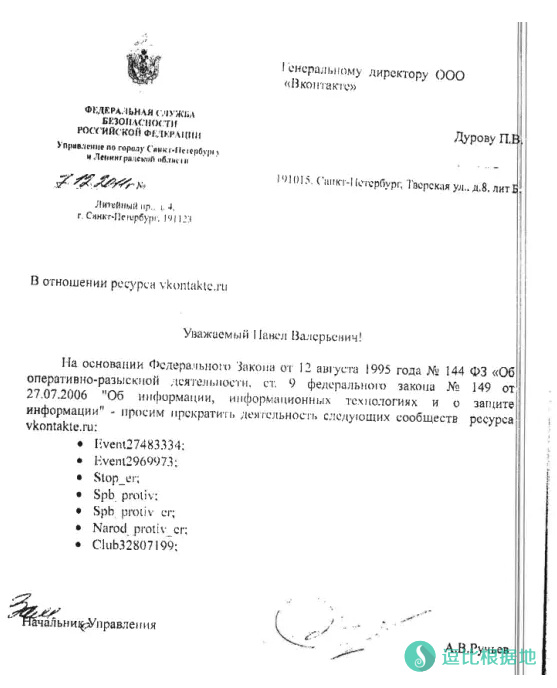 Генеральному директору ООО
«Вконтакте»
ФЕДЕРАЛЬНАЯ СЛУЖБА
БЕЗОПАСНОСТИ
РОССИЙСКОЙ ФЕДЕРАЦИИ
Управление по городу Санкт-Петербургу
и Ленинградской области
Дурову П.В.
7.12.2011г №
191015, Санкт-Петербург, Тверская ул., д.8, лит Б.
Литейный пр., д. 4,
г. Санкт-Петербург, 191123
В отношении ресурса vkontakte.ru
Уважаемый Павел Валерьевич!
На основании Федерального Закона от 12 августа 1995 года № 144 ФЗ «Об
оперативно-разыскной деятельности, ст. 9 федерального закона № 149 от
27.07.2006 "Об информации, информационных технологиях и о защите
информации" - просим прекратить деятельность следующих сообществ ресурса
vkontakte.ru:
• Event27483334;
• Event2969973;
• Stop_er;
• Spb_protiv;
• Spb_protiv_er;
• Narod_protiv_er;
• Club32807199;
Начальник Управления
А.В.Ручьев
逗比根据地